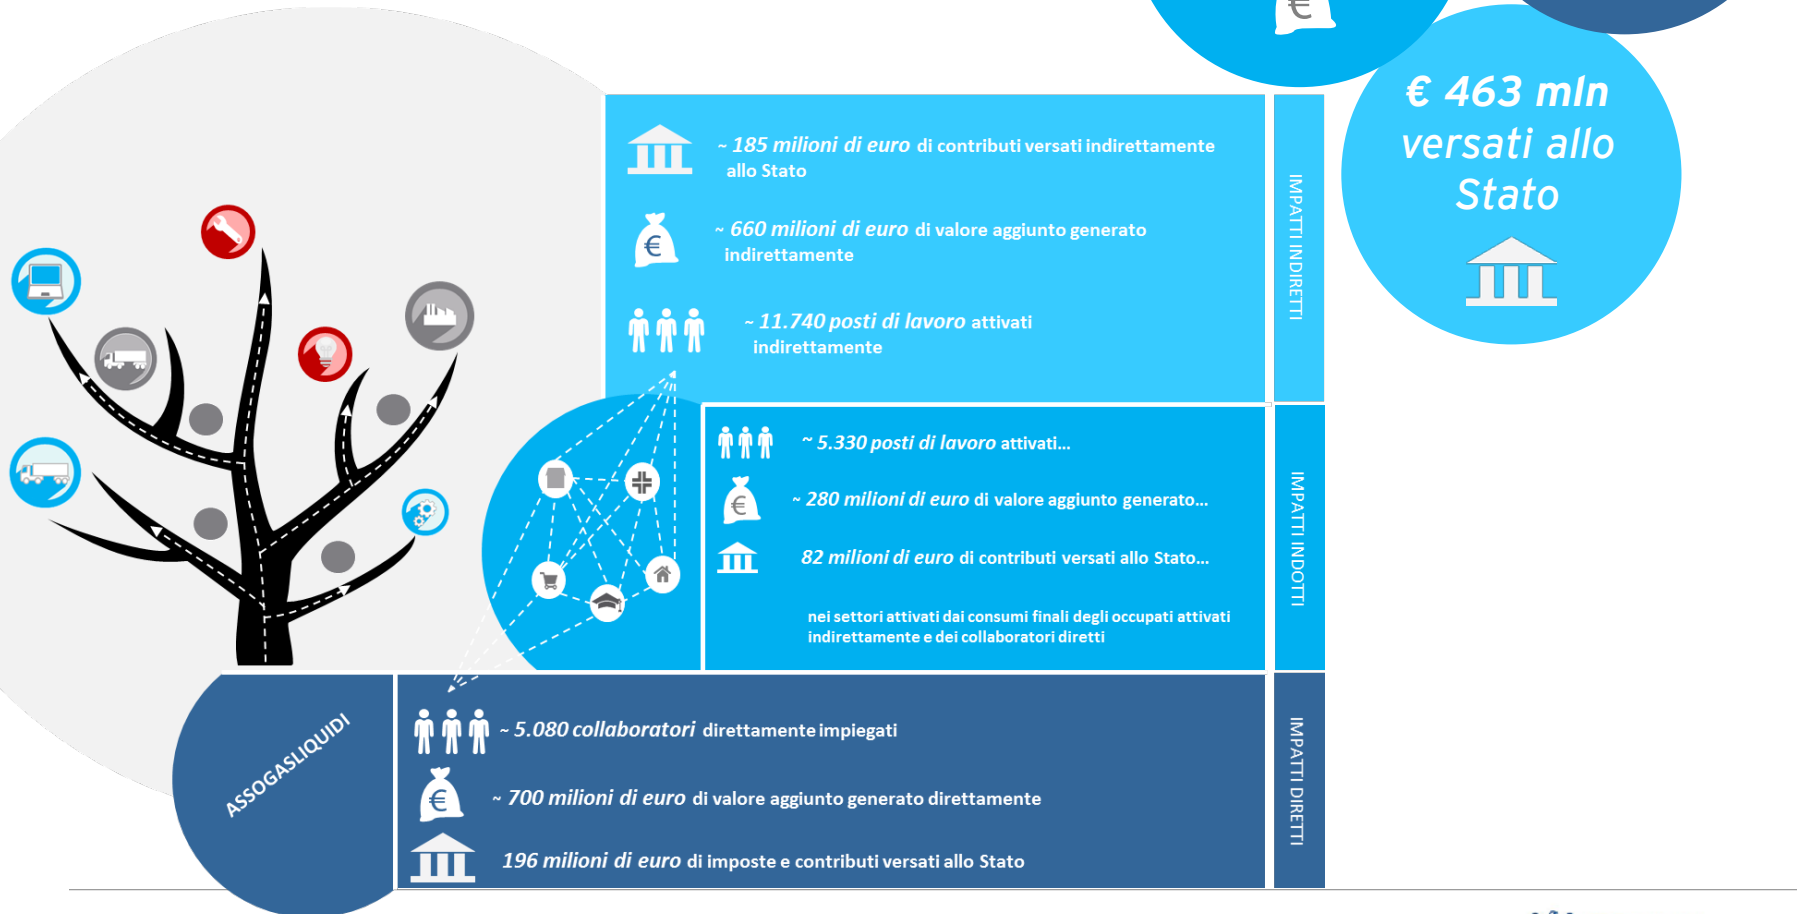 € 463 mln
versati allo
Stato
~ 185 milioni di euro di contributi versati indirettamente
allo Stato
~ 660 milioni di euro di valore aggiunto generato
indirettamente
~ 11.740 posti di lavoro attivati
indirettamente
IMPATTI INDIRETTI
~ 5.330 posti di lavoro attivati...
~ 280 milioni di euro di valore aggiunto generato...
82 milioni di euro di contributi versati allo Stato...
nei settori attivati dai consumi finali degli occupati attivati
indirettamente e dei collaboratori diretti
IMPATTI INDOTTI
ASSOGASLIQUIDI
~ 5.080 collaboratori direttamente impiegati
~ 700 milioni di euro di valore aggiunto generato direttamente
196 milioni di euro di imposte e contributi versati allo Stato
IMPATTI DIRETTI